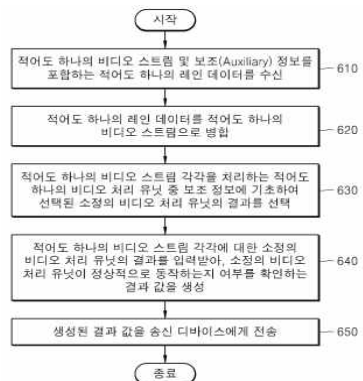 시작
적어도 하나의 비디오 스트림 및 보조(Auxiliary) 정보를
포함하는 적어도 하나의 레인 데이터를 수신
610
적어도 하나의 레인 데이터를 적어도 하나의
비디오 스트림으로 병합
620
적어도 하나의 비디오 스트림 각각을 처리하는 적어도
하나의 비디오 처리 유닛 중 보조 정보에 기초하여
선택된 소정의 비디오 처리 유닛의 결과를 선택
630
적어도 하나의 비디오 스트림 각각에 대한 소정의
비디오 처리 유닛의 결과를 입력받아, 소정의 비디오
처리 유닛이 정상적으로 동작하는지 여부를 확인하는
결과 값을 생성
640
생성된 결과 값을 송신 디바이스에게 전송
650
종료